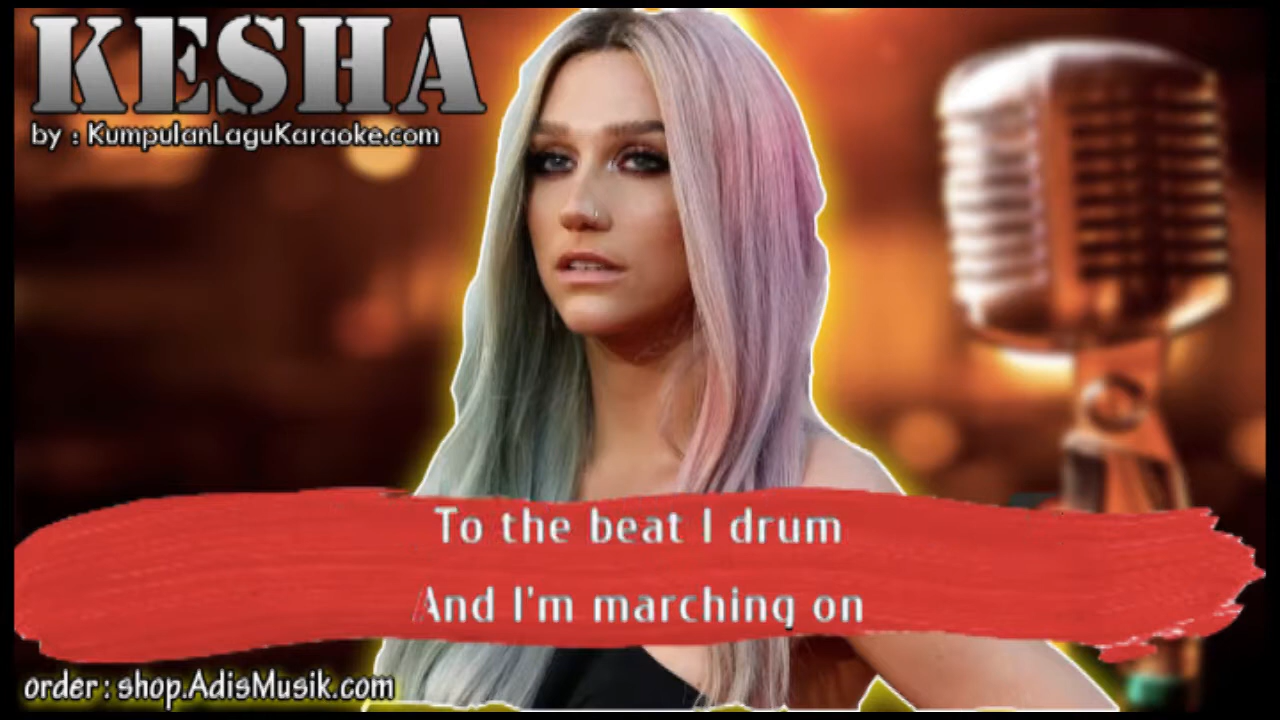 KESHA
by : KumpulanLaguKaraoke.com
To the beat I drum
And I'm marching on
order : shop.AdisMusik.com